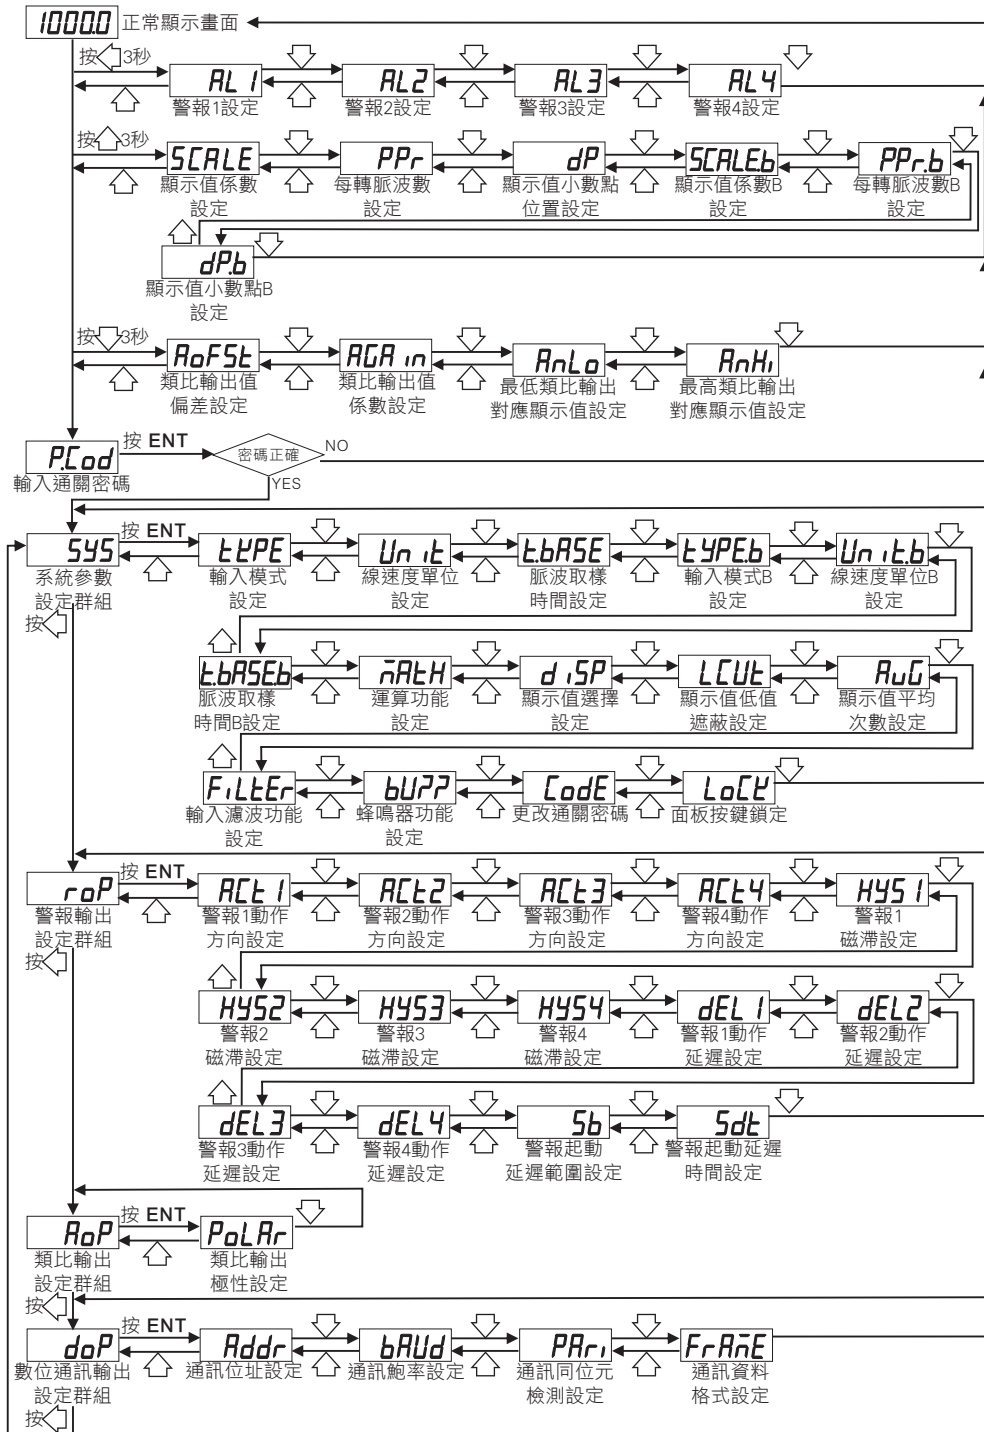 1000.0 正常顯示畫面
按 3秒
AL1 AL2 AL3 AL4
警報1設定 警報2設定 警報3設定 警報4設定
按 3秒
SCALE PPr dP SCALE.b PPr.b
顯示值係數 每轉脈波數 顯示值小數點 顯示值係數B 每轉脈波數B
設定 設定 位置設定 設定 設定
dP.b
顯示值小數點B
設定
按 3秒
AoFSt AGAin AnLo AnHi
類比輸出值 類比輸出值 最低類比輸出 最高類比輸出
偏差設定 係數設定 對應顯示值設定 對應顯示值設定
P.Cod 按 ENT 密碼正確 NO
輸入通關密碼
YES
SYS 按 ENT tYPE Unit t.bASE tYPE.b Unit.b
系統參數 輸入模式 線速度單位 脈波取樣 輸入模式B 線速度單位B
設定群組 設定 設定 時間設定 設定 設定
按
t.bASE.b mAtH diSP LCUt AvG
脈波取樣 運算功能 顯示值選擇 顯示值低值 顯示值平均
時間B設定 設定 設定 遮蔽設定 次數設定
FiLtEr bUZZ CodE LoCK
輸入濾波功能 蜂鳴器功能 更改通關密碼 面板按鍵鎖定
設定 設定
roP 按 ENT ACt1 ACt2 ACt3 ACt4 HYS1
警報輸出 警報1動作 警報2動作 警報3動作 警報4動作 警報1
設定群組 方向設定 方向設定 方向設定 方向設定 磁滯設定
按
HYS2 HYS3 HYS4 dEL1 dEL2
警報2 警報3 警報4 警報1動作 警報2動作
磁滯設定 磁滯設定 磁滯設定 延遲設定 延遲設定
dEL3 dEL4 Sb Sdt
警報3動作 警報4動作 警報起動 警報起動延遲
延遲設定 延遲設定 延遲範圍設定 時間設定
AoP 按 ENT PoLAr
類比輸出 類比輸出
設定群組 極性設定
按
doP 按 ENT Addr bAUd PAri FrAmE
數位通訊輸出 通訊位址設定 通訊鮑率設定 通訊同位元 通訊資料
設定群組 檢測設定 格式設定
按